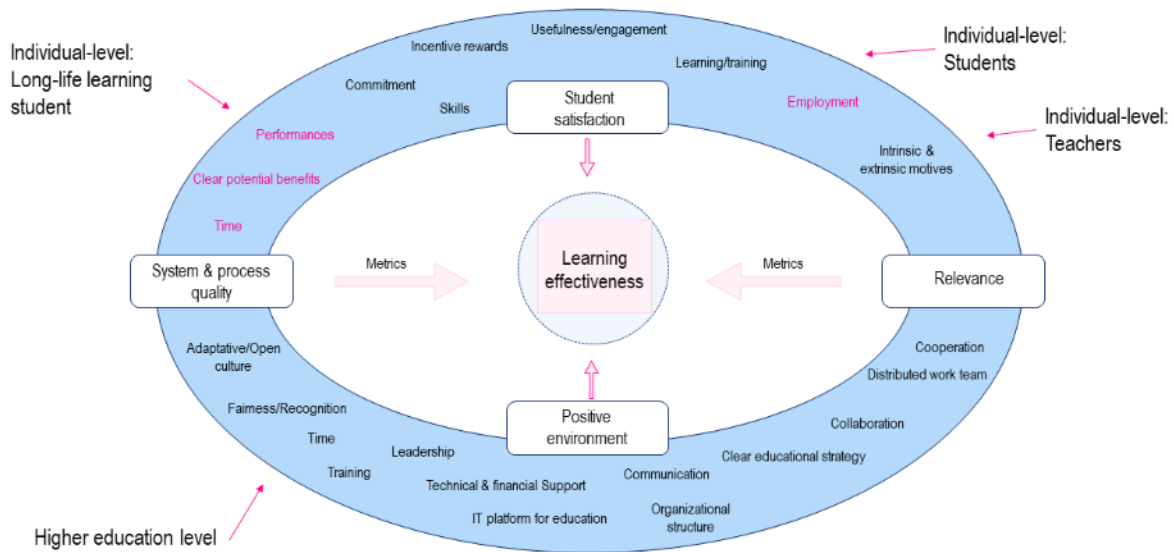 Usefulness/engagement
Incentive rewards
Individual-level:
Long-life learning
student
Individual-level:
Students
Learning/training
Commitment
Student
satisfaction
Employment
Skills
Individual-level:
Teachers
Performances
Intrinsic &
extrinsic motives
Clear potential benefits
Time
Learning
effectiveness
Metrics
Metrics
System & process
quality
Relevance
Adaptative/Open
culture
Cooperation
Distributed work team
Fairness/Recognition
Positive
environment
Collaboration
Time
Leadership
Clear educational strategy
Training
Communication
Technical & financial Support
IT platform for education
Organizational
structure
Higher education level